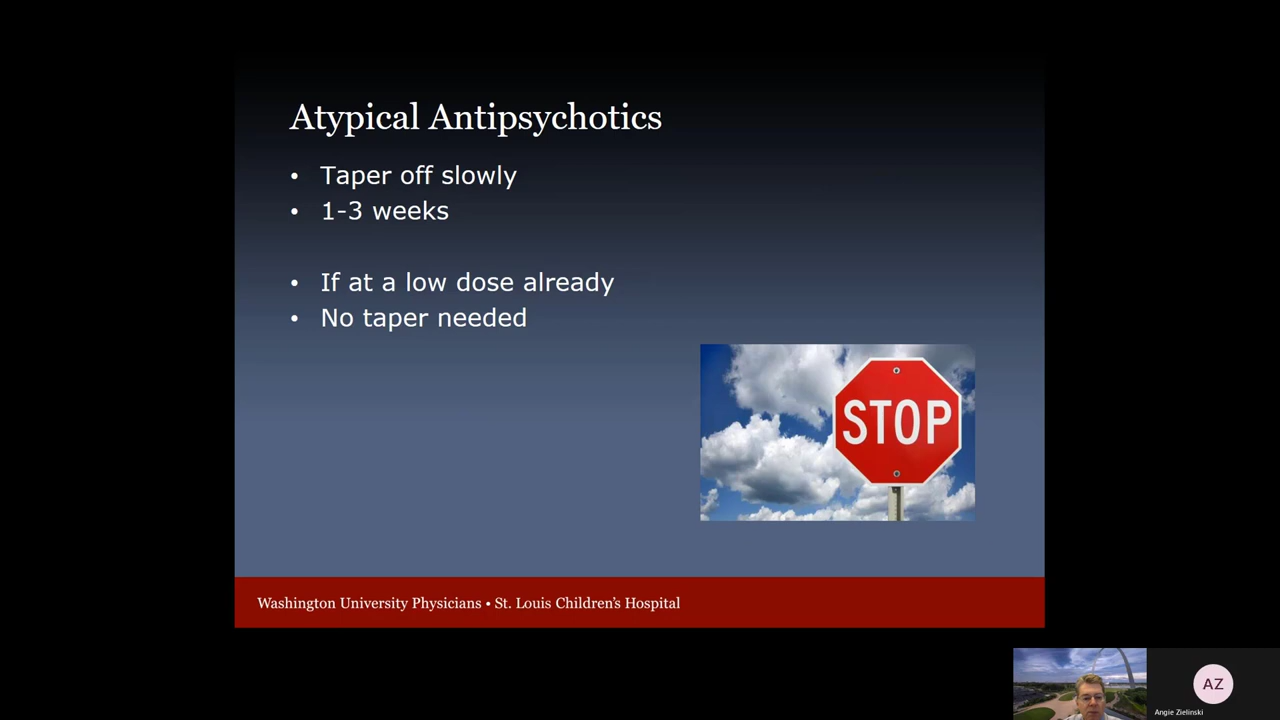 Atypical Antipsychotics
• Taper off slowly
• 1-3 weeks
• If at a low dose already
• No taper needed
STOP
Washington University Physicians • St. Louis Children’s Hospital
AZ
Angie Zielinski